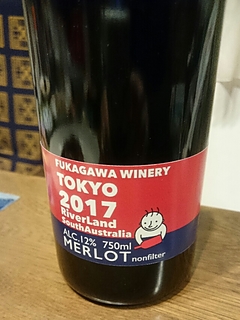 FUKAGAWA WINERY
TOKYO
2017
RiverLand
SouthAustralia
ALC.12% 750ml
MERLOT nonfilter